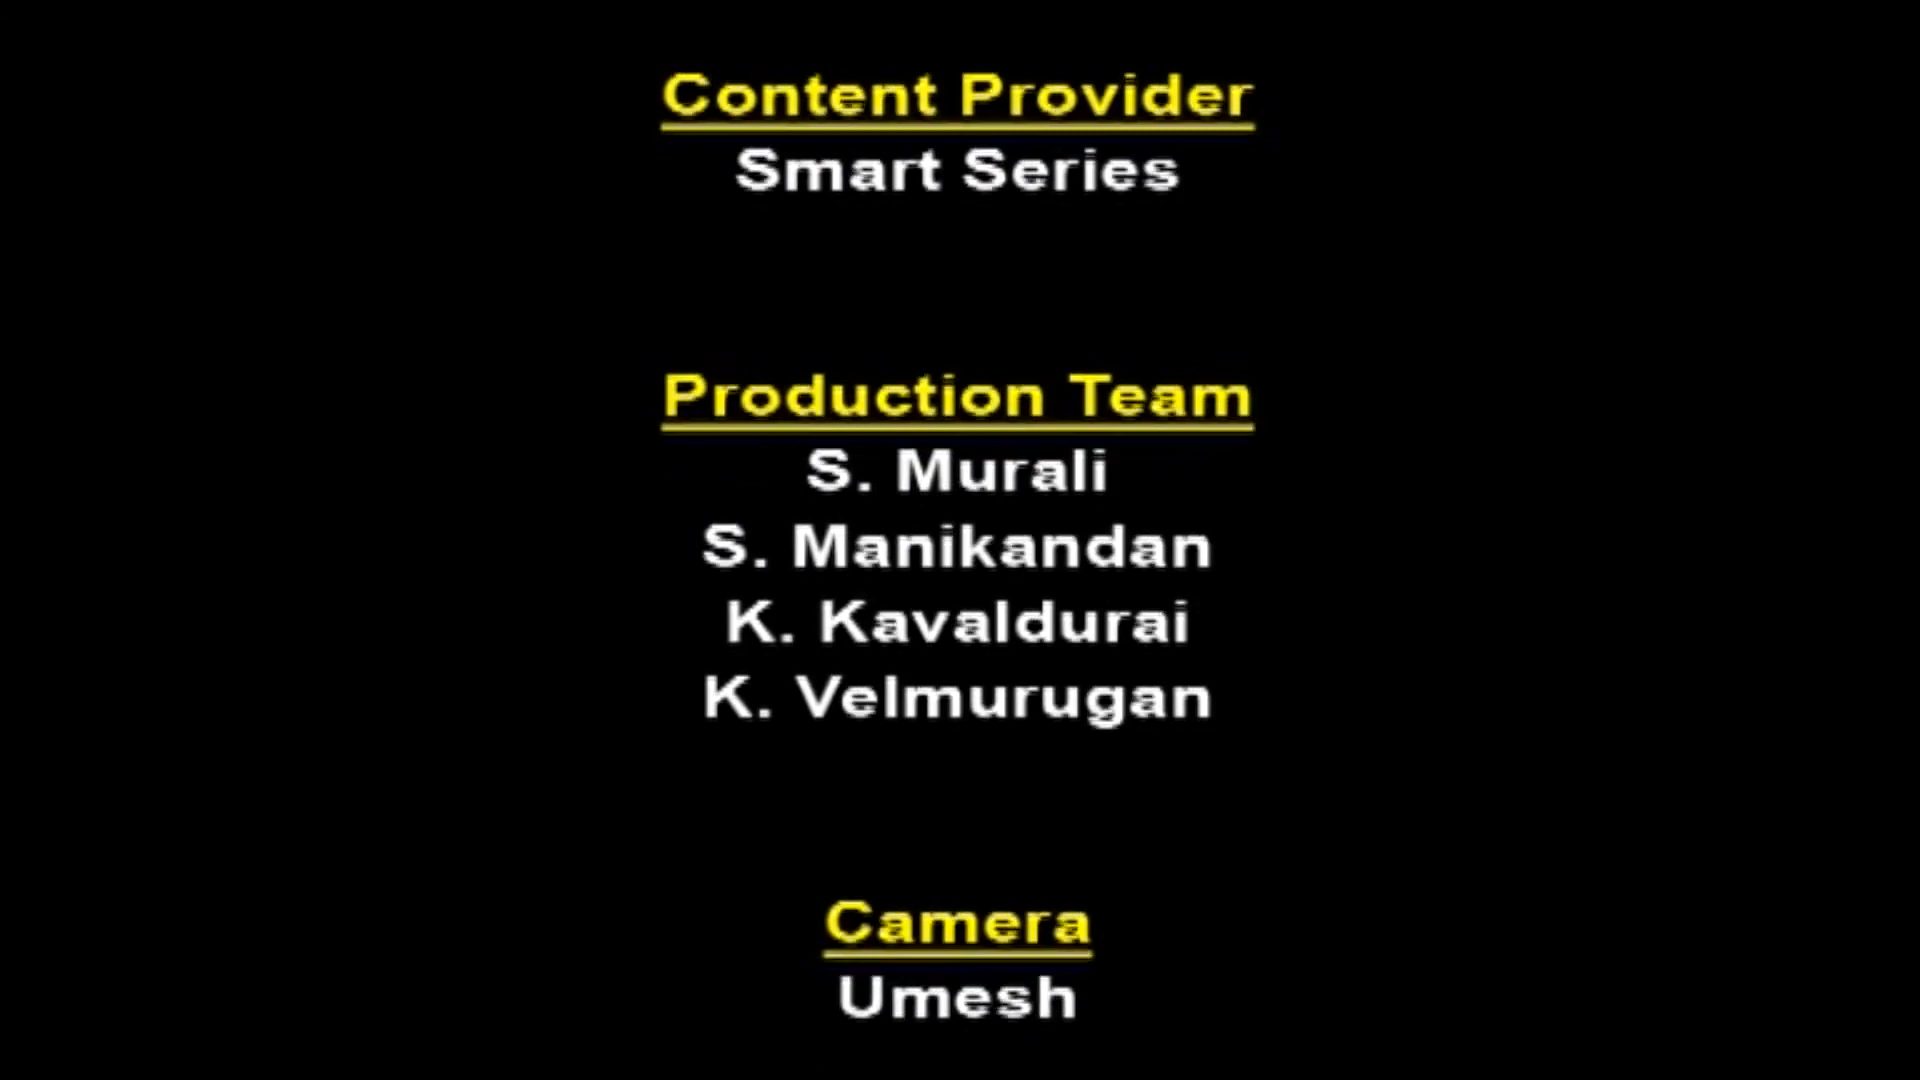 Content Provider
Smart Series
Production Team
S. Murali
S. Manikandan
K. Kavaldurai
K. Velmurugan
Camera
Umesh